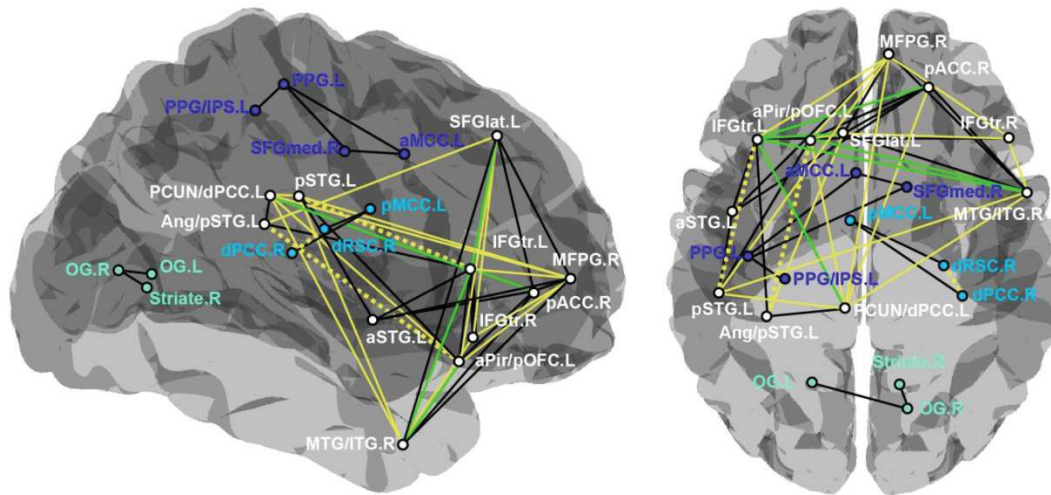 PPG.L
PPG/IPS.L
SFGlat.L
SFGmed.R
aMCC.L
PCUN/dPCC.L
pSTG.L
pMCC.L
Ang/pSTG.L
dRSC.R
IFGtr.L
dPCC.R
MFPG.R
OG.R
OG.L
Striate.R
pACC.R
aSTG.L
IFGtr.R
aPir/pOFC.L
MTG/ITG.R
MFPG.R
pACC.R
aPir/pOFC.L
IFGtr.L
IFGtr.R
SFGlat.L
aMCC.L
SFGmed.R
aSTG.L
pMCC.L
MTG/ITG.R
PPG.L
dRSC.R
PPG/IPS.L
dPCC.R
pSTG.L
PCUN/dPCC.L
Ang/pSTG.L
Striate.R
OG.L
OG.R